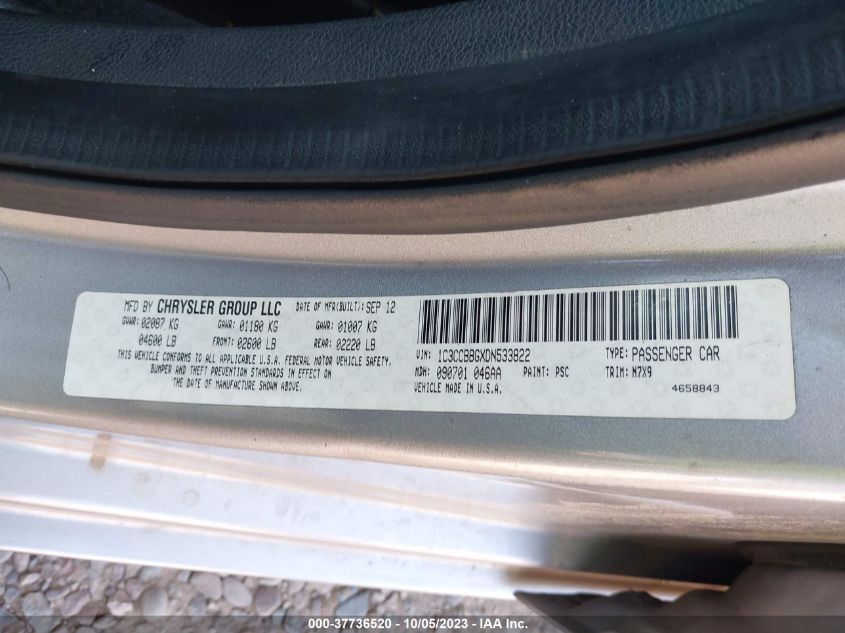 MFD BY CHRYSLER GROUP LLC DATE OF MFR(BUILT): SEP 12
GVWR: 02087 KG GAWR: 01180 KG GAWR: 01007 KG
04600 LB FRONT: 02600 LB REAR: 02220 LB
THIS VEHICLE CONFORMS TO ALL APPLICABLE U.S.A. FEDERAL MOTOR VEHICLE SAFETY,
BUMPER AND THEFT PREVENTION STANDARDS IN EFFECT ON
THE DATE OF MANUFACTURE SHOWN ABOVE.
VIN: 1C3CCBBGXDN533822 TYPE: PASSENGER CAR
MDH: 090701 046AA PAINT: PSC TRIM: N7X9
VEHICLE MADE IN U.S.A. 4658843
000-37736520 - 10/05/2023 - IAA Inc.